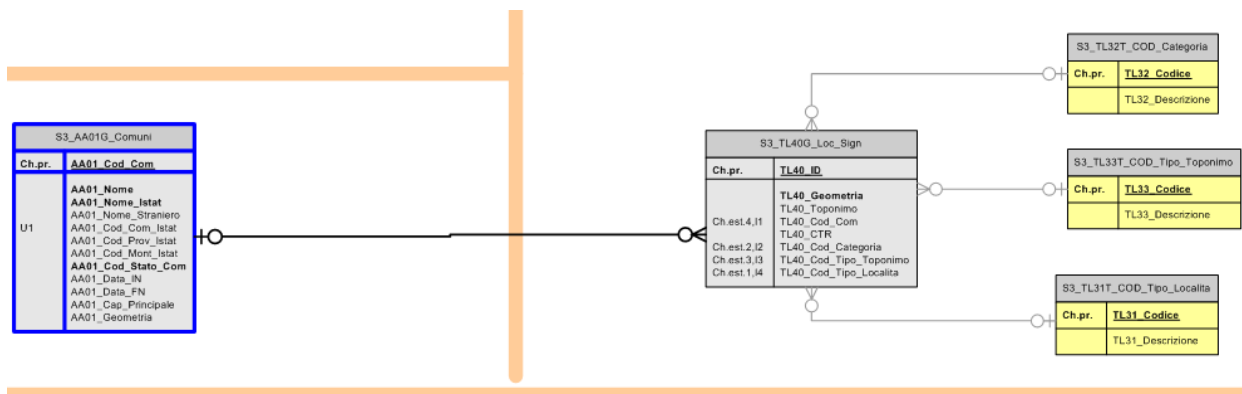 S3_AA01G_Comuni
Ch.pr. AA01_Cod_Com
AA01_Nome
AA01_Nome_Istat
AA01_Nome_Straniero
U1 AA01_Cod_Com_Istat
AA01_Cod_Prov_Istat
AA01_Cod_Mont_Istat
AA01_Cod_Stato_Com
AA01_Data_IN
AA01_Data_FN
AA01_Cap_Principale
AA01_Geometria
S3_TL40G_Loc_Sign
Ch.pr. TL40_ID
TL40_Geometria
TL40_Toponimo
Ch.est.4,I1 TL40_Cod_Com
TL40_CTR
Ch.est.2,I2 TL40_Cod_Categoria
Ch.est.3,I3 TL40_Cod_Tipo_Toponimo
Ch.est.1,I4 TL40_Cod_Tipo_Localita
S3_TL32T_COD_Categoria
Ch.pr. TL32_Codice
TL32_Descrizione
S3_TL33T_COD_Tipo_Toponimo
Ch.pr. TL33_Codice
TL33_Descrizione
S3_TL31T_COD_Tipo_Localita
Ch.pr. TL31_Codice
TL31_Descrizione